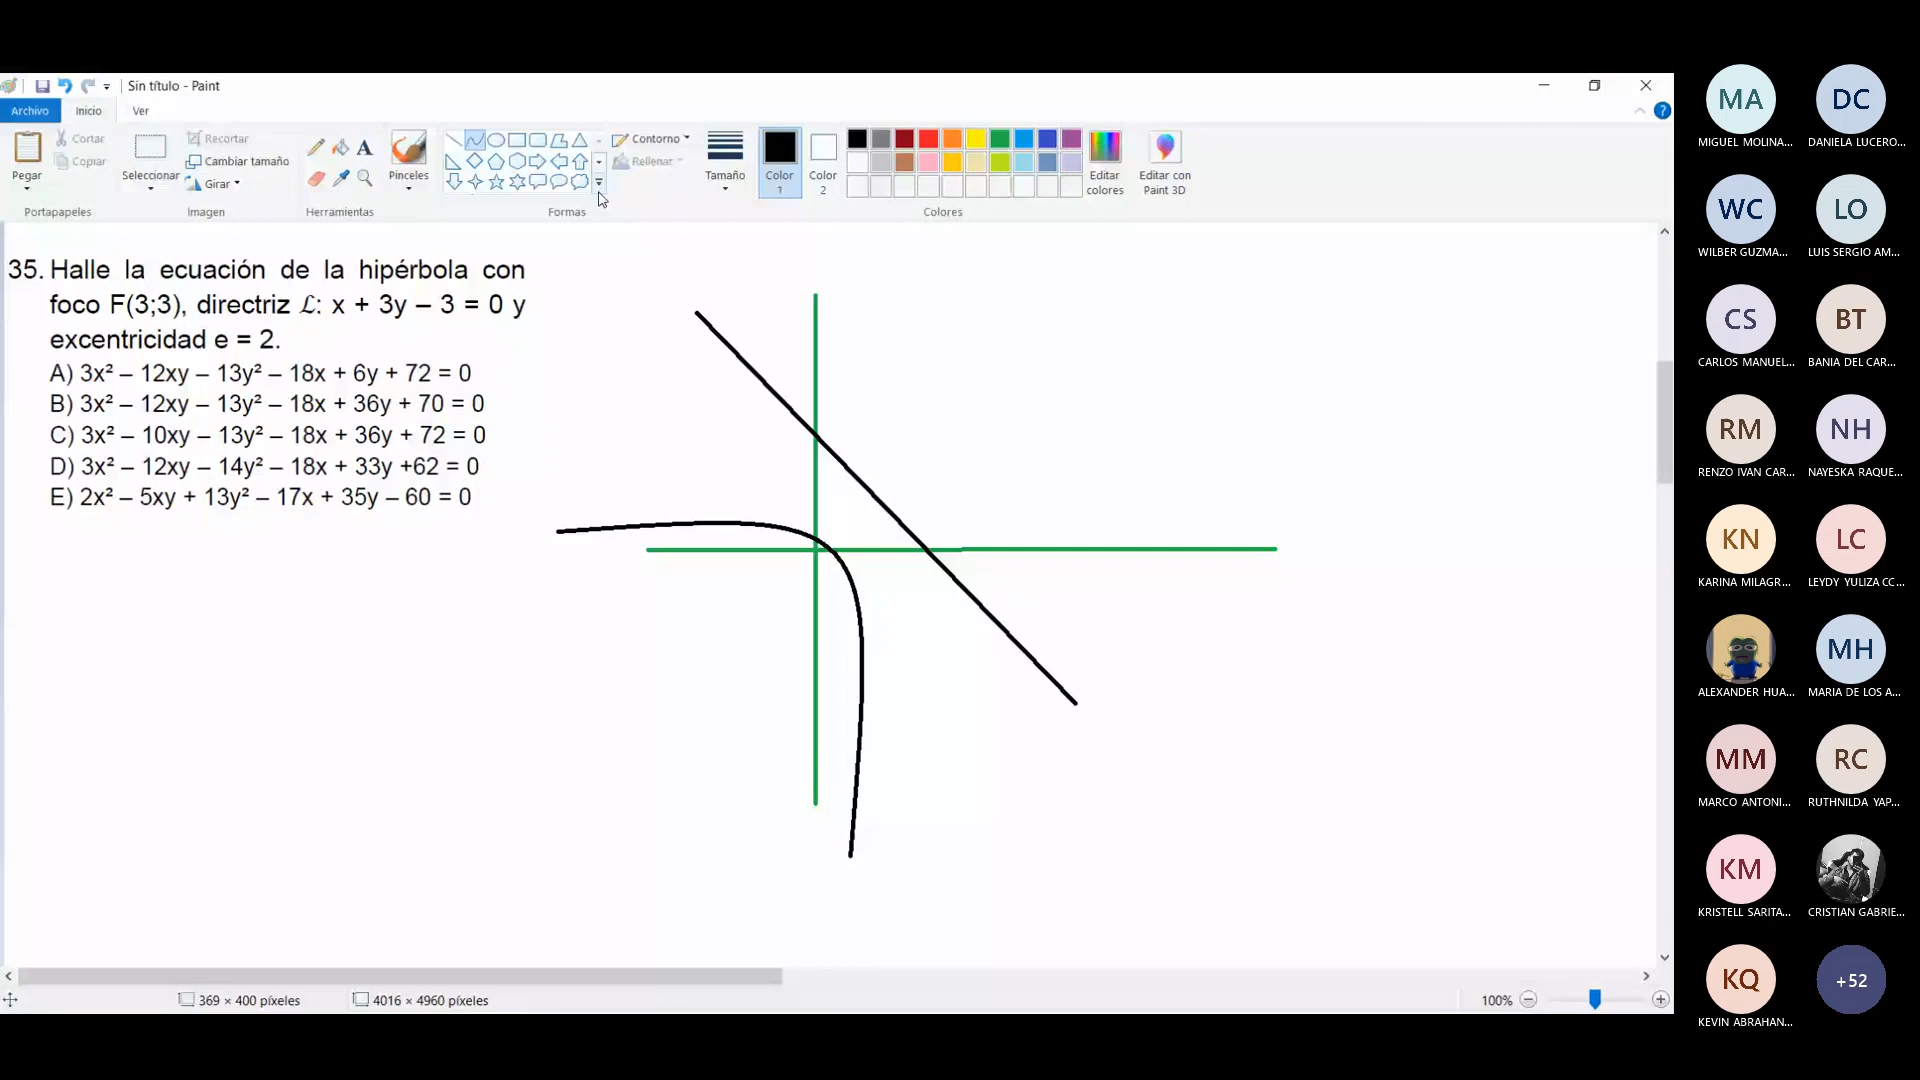 Sin título - Paint
Archivo
Inicio
Ver
Pegar
Cortar
Copiar
Portapapeles
Seleccionar
Recortar
Cambiar tamaño
Girar
Imagen
A
Herramientas
Pinceles
Formas
Contorno
Rellenar
Tamaño
Color
1
Color
2
Colores
Editar
colores
Editar con
Paint 3D
35. Halle la ecuación de la hipérbola con
foco F(3;3), directriz ℒ: x + 3y – 3 = 0 y
excentricidad e = 2.
A) 3x² – 12xy – 13y² – 18x + 6y + 72 = 0
B) 3x² – 12xy – 13y² – 18x + 36y + 70 = 0
C) 3x² – 10xy – 13y² – 18x + 36y + 72 = 0
D) 3x² – 12xy – 14y² – 18x + 33y +62 = 0
E) 2x² – 5xy + 13y² – 17x + 35y – 60 = 0
369 × 400 píxeles
4016 × 4960 píxeles
100%
MA
MIGUEL MOLINA...
DC
DANIELA LUCERO...
WC
WILBER GUZMA...
LO
LUIS SERGIO AM...
CS
CARLOS MANUEL...
BT
BANIA DEL CAR...
RM
RENZO IVAN CAR...
NH
NAYESKA RAQUE...
KN
KARINA MILAGR...
LC
LEYDY YULIZA CC...
ALEXANDER HUA...
MH
MARIA DE LOS A...
MM
MARCO ANTONI...
RC
RUTHNILDA YAP...
KM
KRISTELL SARITA...
CRISTIAN GABRIE...
KQ
KEVIN ABRAHAN...
+52